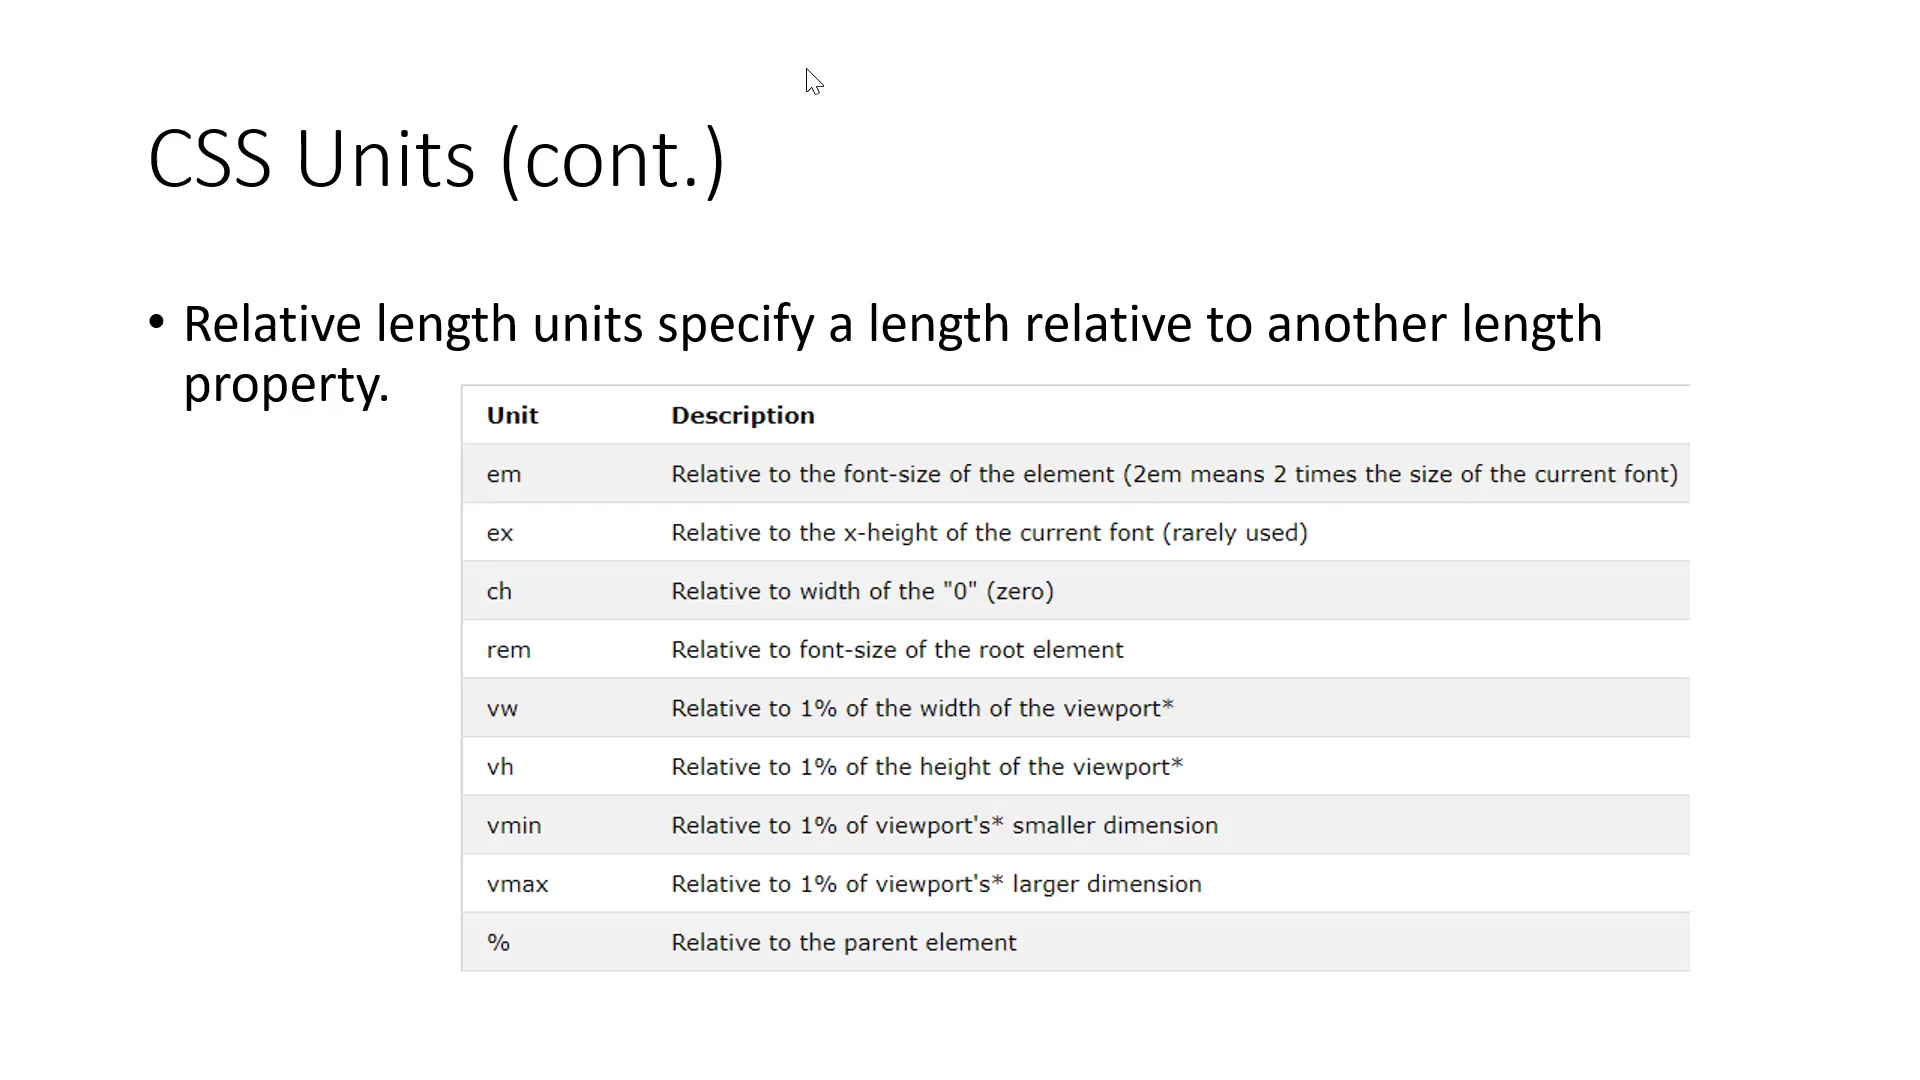 CSS Units (cont.)
• Relative length units specify a length relative to another length
property.
Unit Description
em Relative to the font-size of the element (2em means 2 times the size of the current font)
ex Relative to the x-height of the current font (rarely used)
ch Relative to width of the "0" (zero)
rem Relative to font-size of the root element
vw Relative to 1% of the width of the viewport*
vh Relative to 1% of the height of the viewport*
vmin Relative to 1% of viewport's* smaller dimension
vmax Relative to 1% of viewport's* larger dimension
% Relative to the parent element